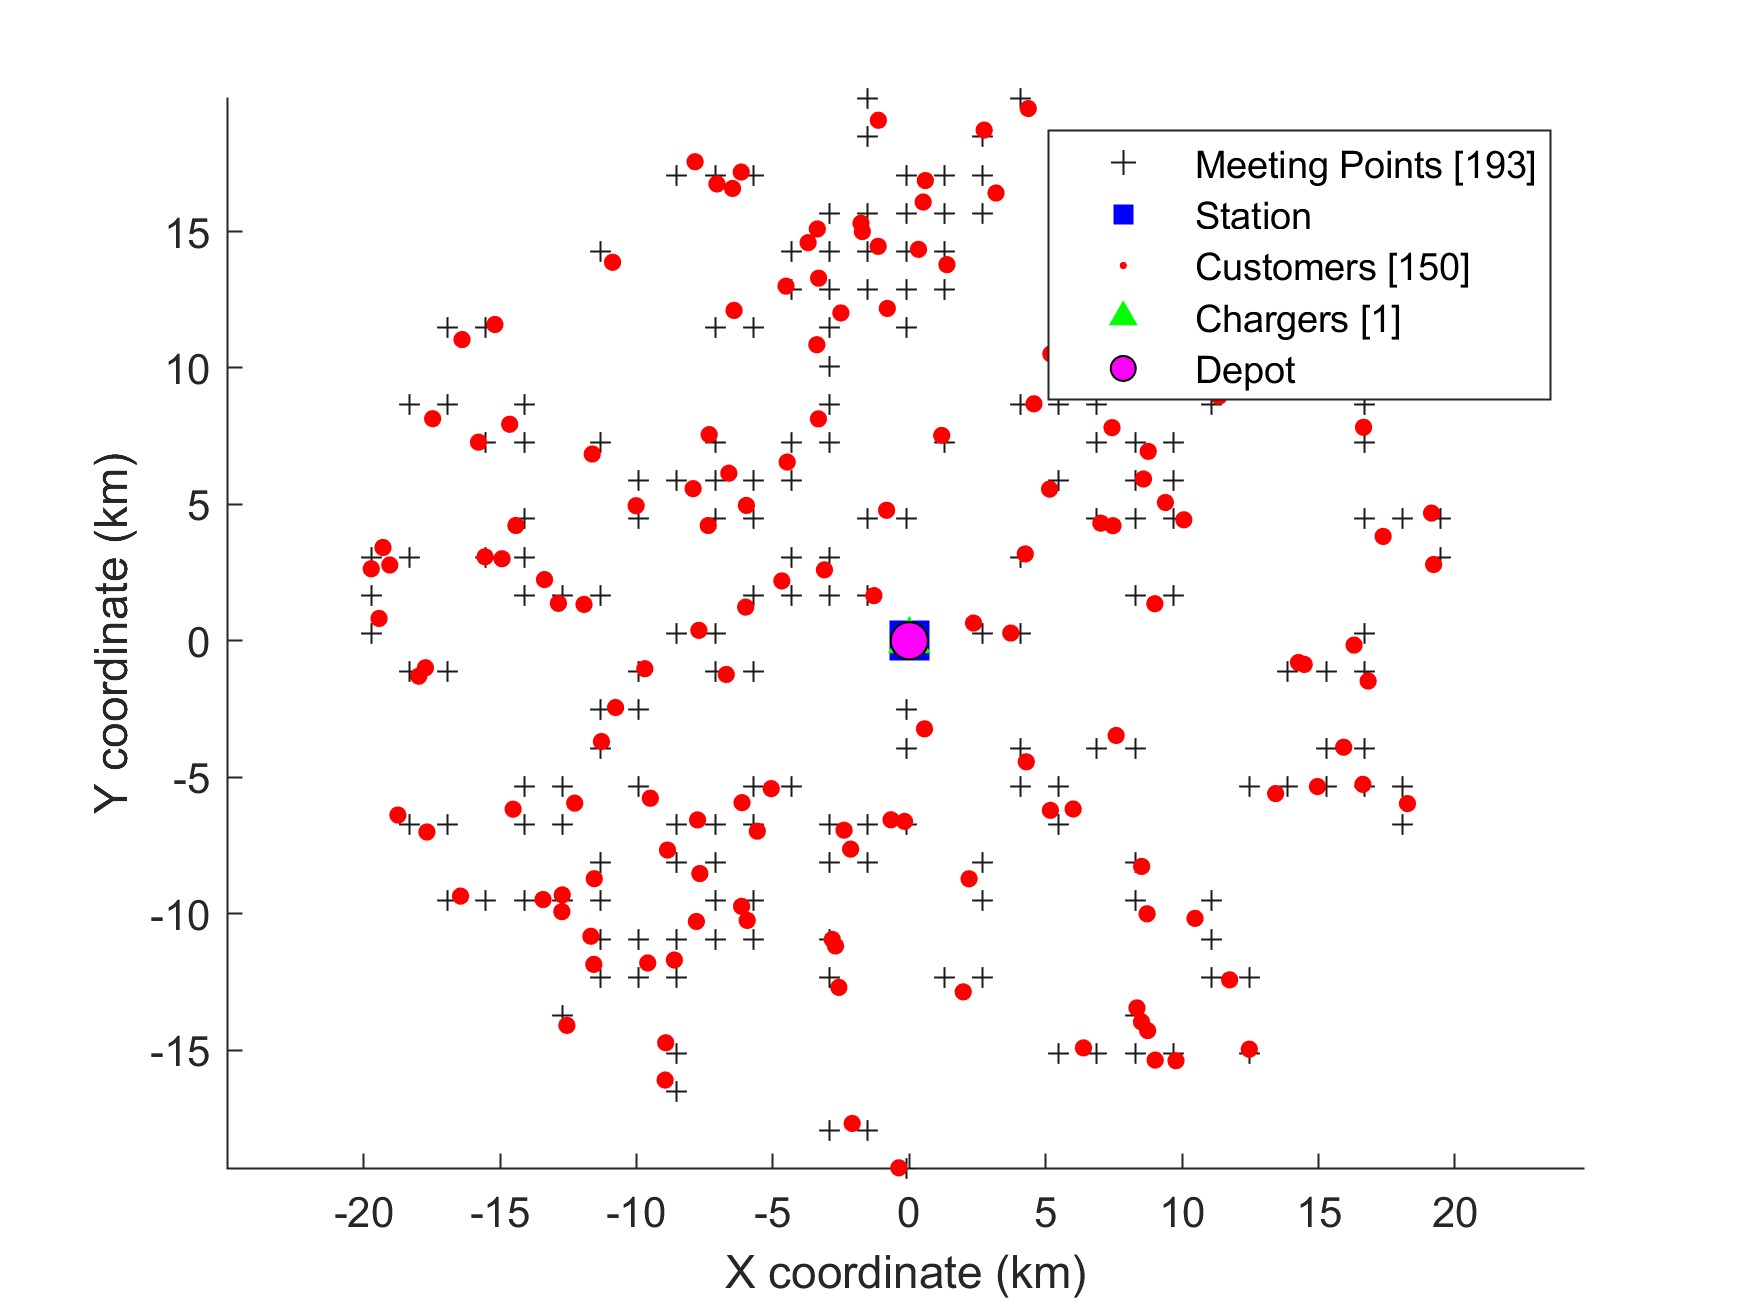 Meeting Points [193]
Station
Customers [150]
Chargers [1]
Depot
Y coordinate (km)
15
10
5
0
-5
-10
-15
-20 -15 -10 -5 0 5 10 15 20
X coordinate (km)